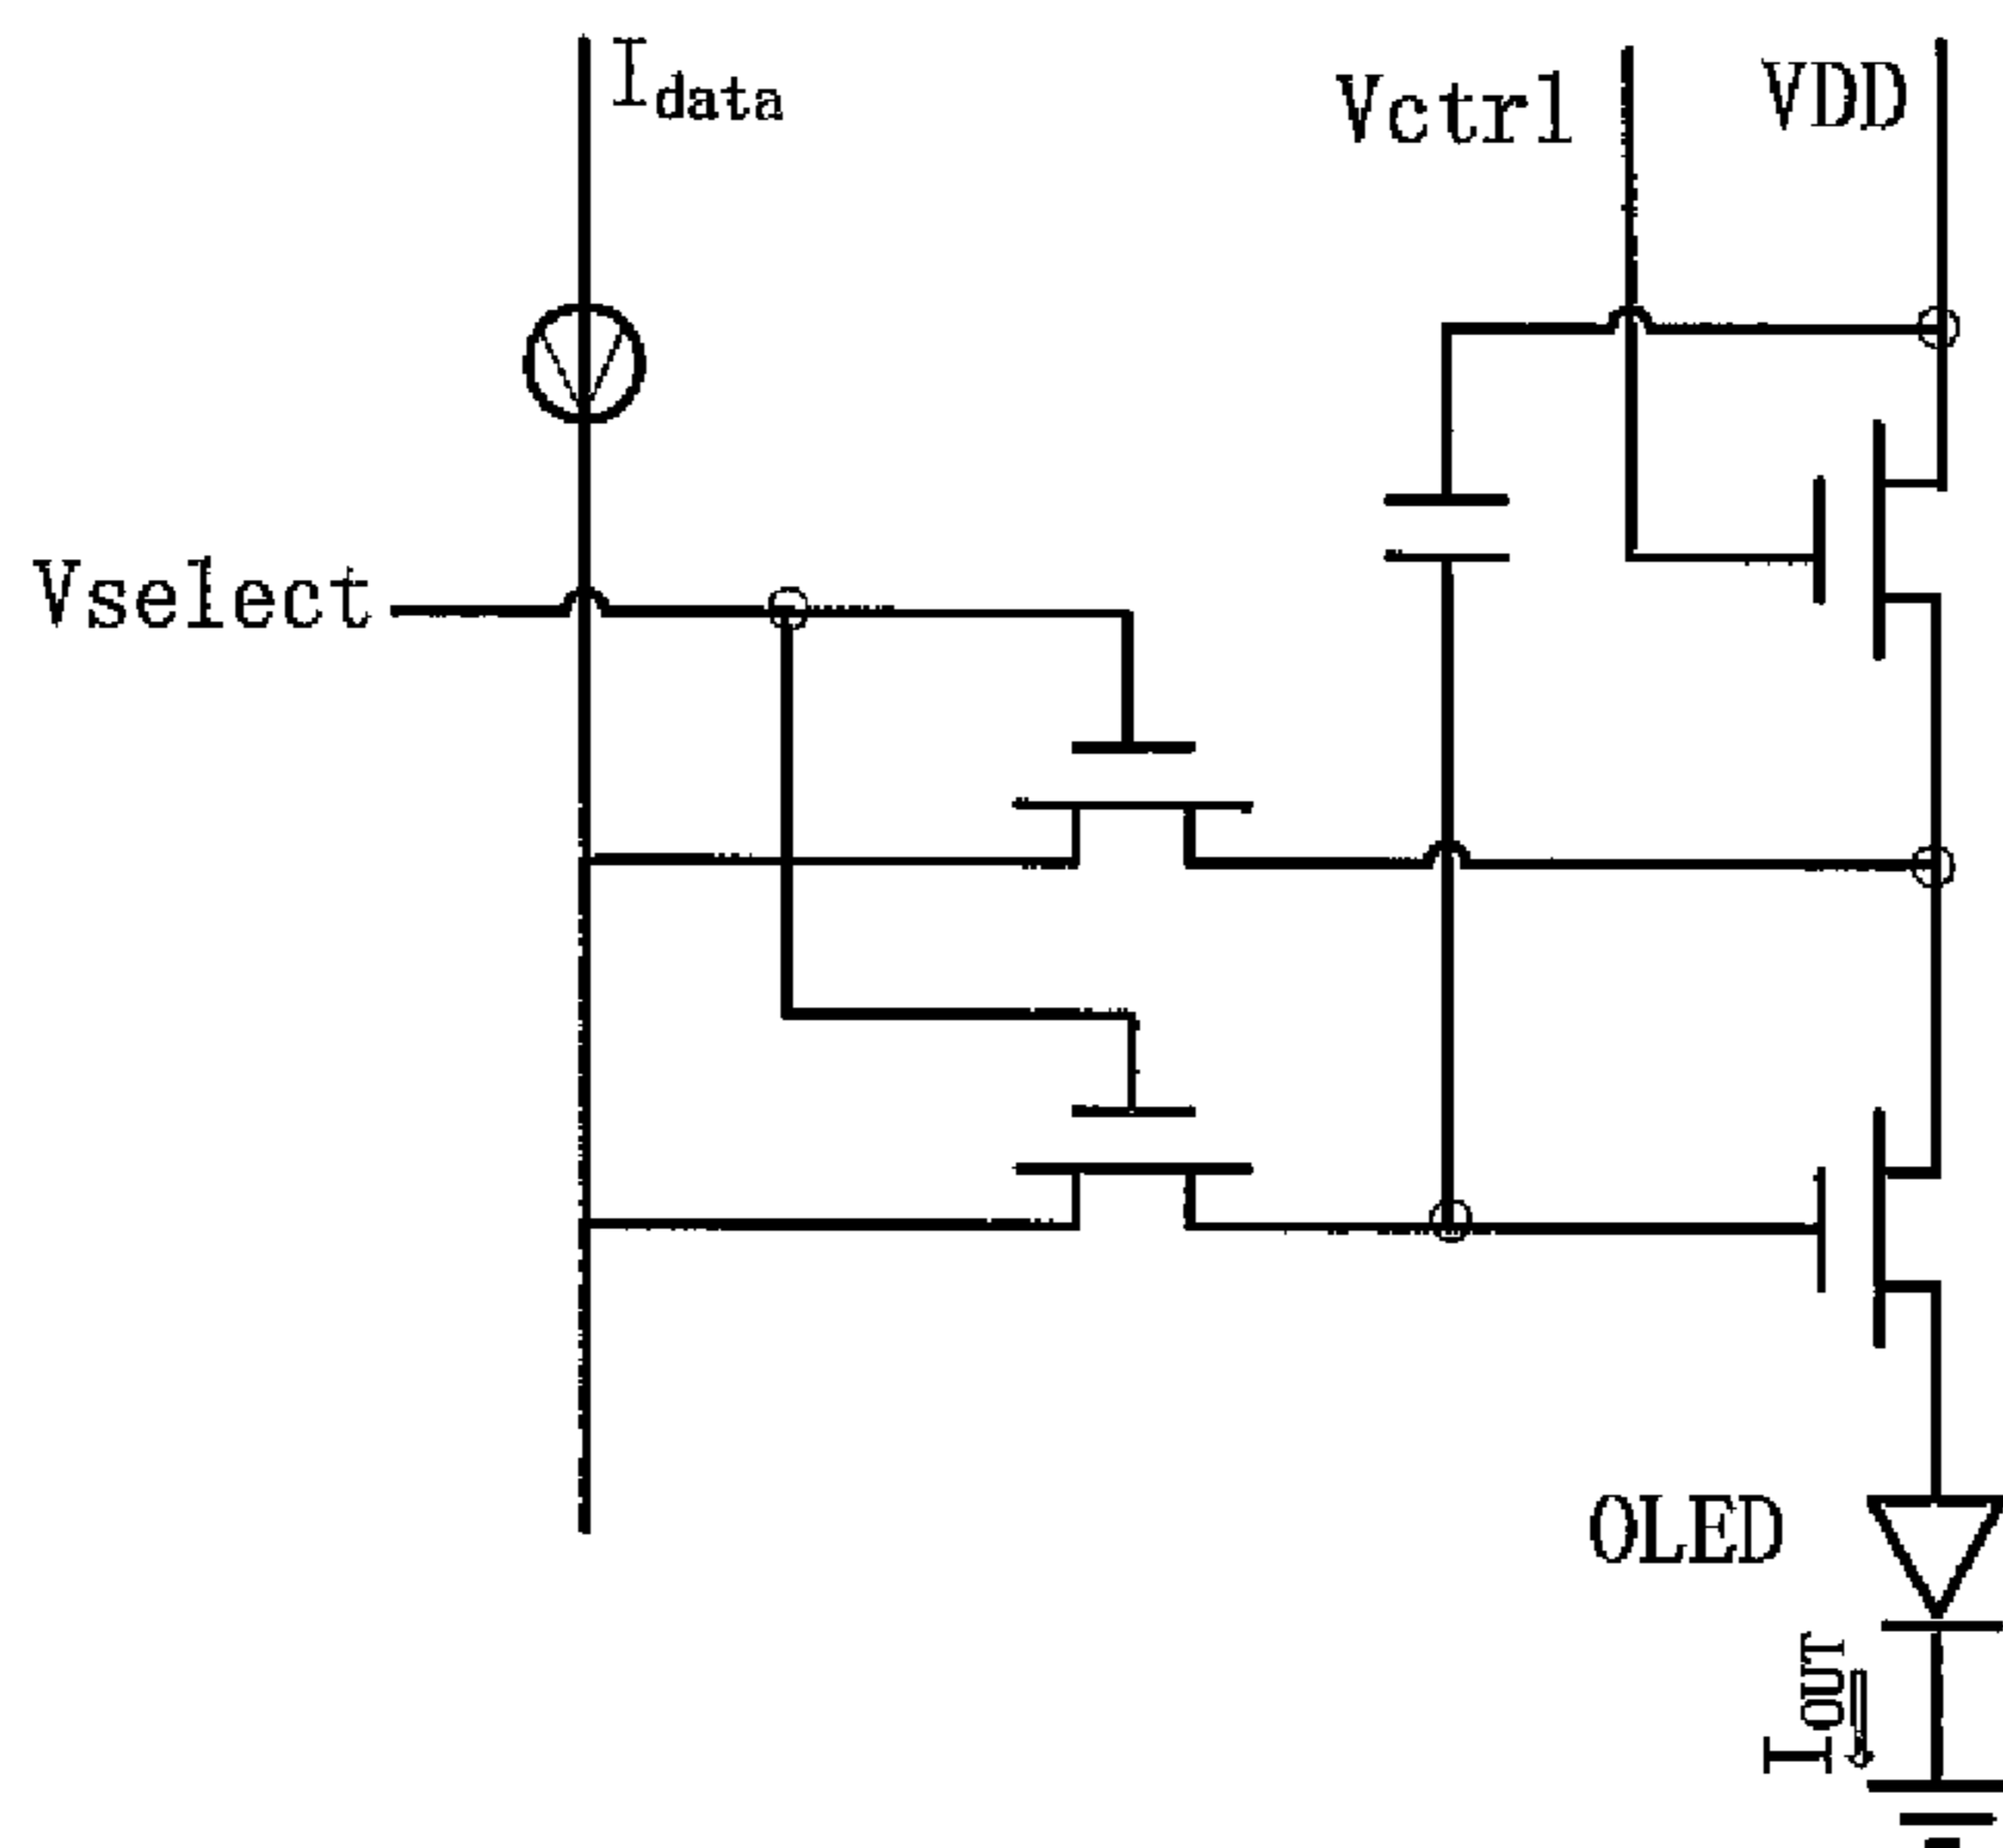 Idata
Vctrl
VDD
Vselect
OLED
IOUT